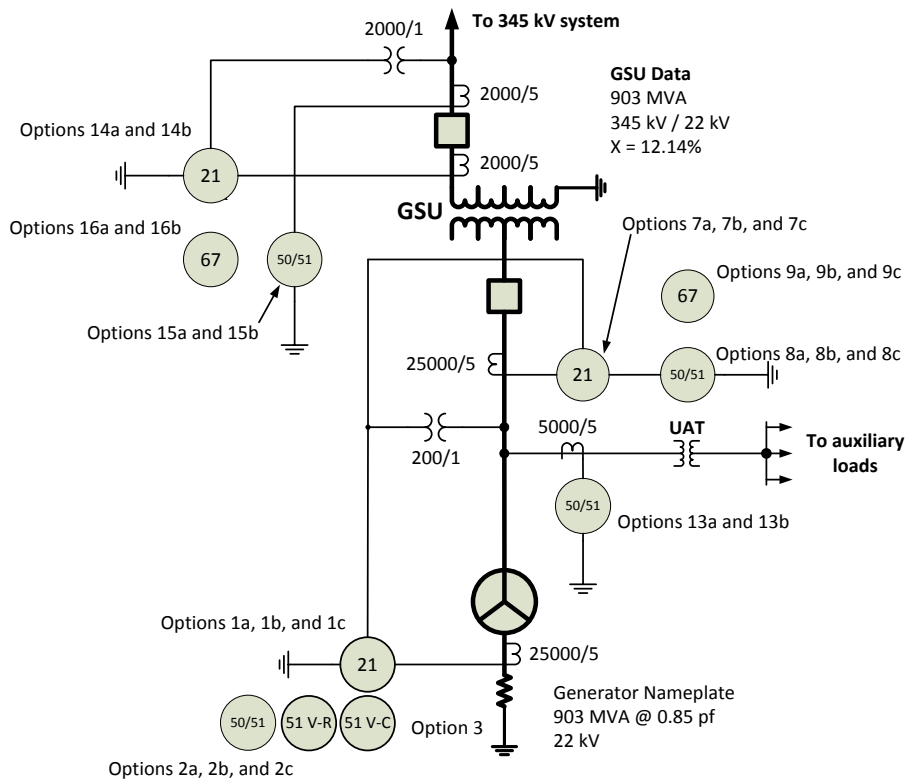 To 345 kV system
2000/1
2000/5
GSU Data
903 MVA
345 kV / 22 kV
X = 12.14%
Options 14a and 14b
21
2000/5
GSU
Options 16a and 16b
67
50/51
Options 15a and 15b
Options 7a, 7b, and 7c
67
Options 9a, 9b, and 9c
25000/5
21
50/51
Options 8a, 8b, and 8c
200/1
5000/5
UAT
To auxiliary
loads
50/51
Options 13a and 13b
Options 1a, 1b, and 1c
21
25000/5
50/51
51 V-R
51 V-C
Option 3
Generator Nameplate
903 MVA @ 0.85 pf
22 kV
Options 2a, 2b, and 2c